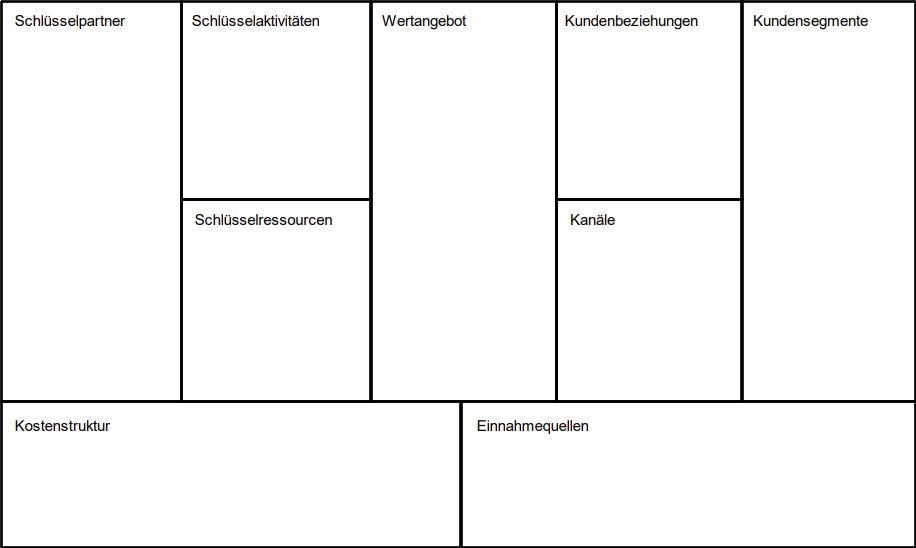 Schlüsselpartner
Schlüsselaktivitäten
Wertangebot
Kundenbeziehungen
Kundensegmente
Schlüsselressourcen
Kanäle
Kostenstruktur
Einnahmequellen